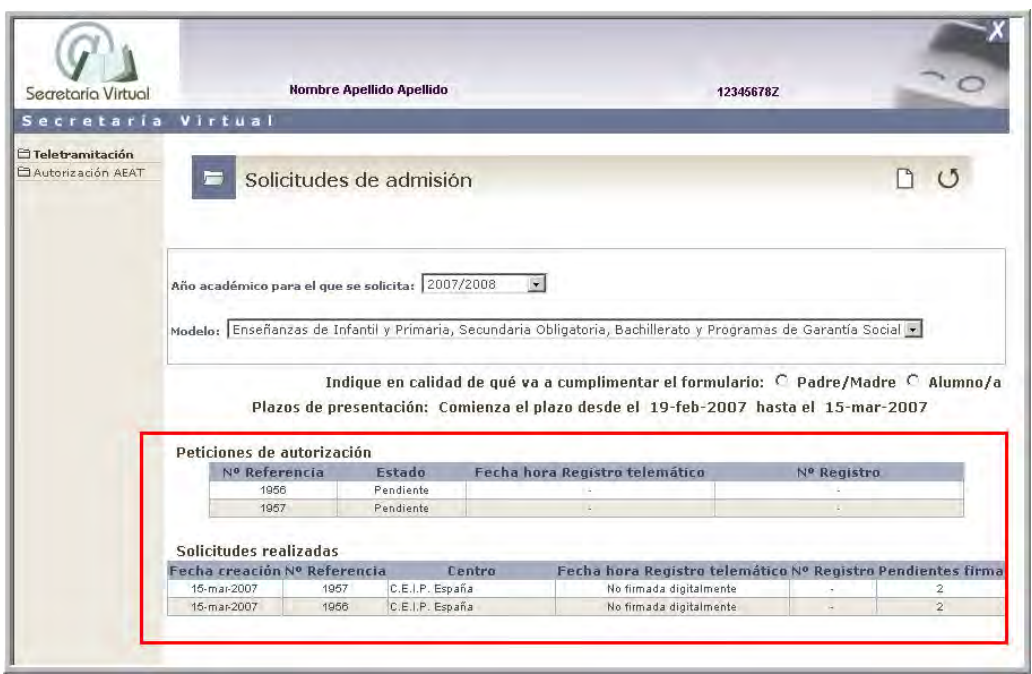 X
Secretaría Virtual
Nombre Apellido Apellido 12345678Z
Secretaría Virtual
Teletramitación
Autorización AEAT
Solicitudes de admisión
Año académico para el que se solicita: 2007/2008
Modelo: Enseñanzas de Infantil y Primaria, Secundaria Obligatoria, Bachillerato y Programas de Garantía Social
Indique en calidad de qué va a cumplimentar el formulario: Padre/Madre Alumno/a
Plazos de presentación: Comienza el plazo desde el 19-feb-2007 hasta el 15-mar-2007
Peticiones de autorización
Nº Referencia Estado Fecha hora Registro telemático Nº Registro
1956 Pendiente - -
1957 Pendiente - -
Solicitudes realizadas
Fecha creación Nº Referencia Centro Fecha hora Registro telemático Nº Registro Pendientes firma
15-mar-2007 1957 C.E.I.P. España No firmada digitalmente - 2
15-mar-2007 1956 C.E.I.P. España No firmada digitalmente - 2